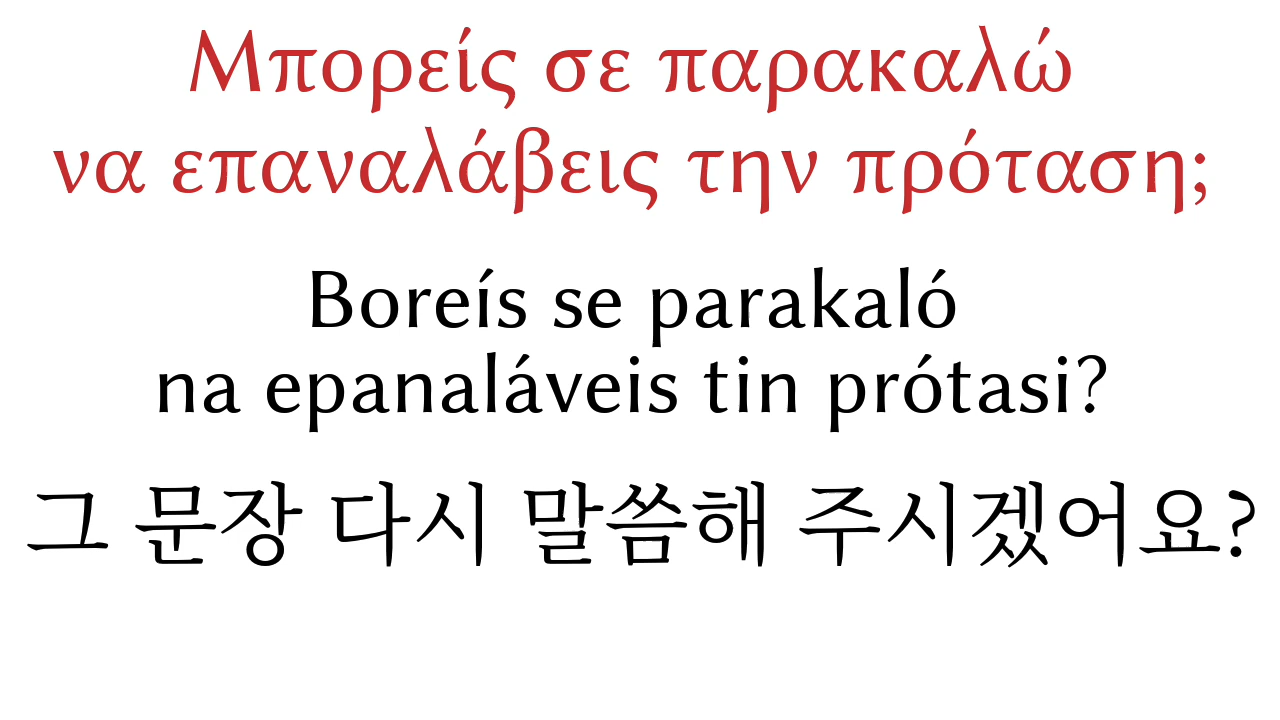 Μπορείς σε παρακαλώ
να επαναλάβεις την πρόταση;
Boreís se parakaló
na epanaláveis tin prótasi?
그 문장 다시 말씀해 주시겠어요?